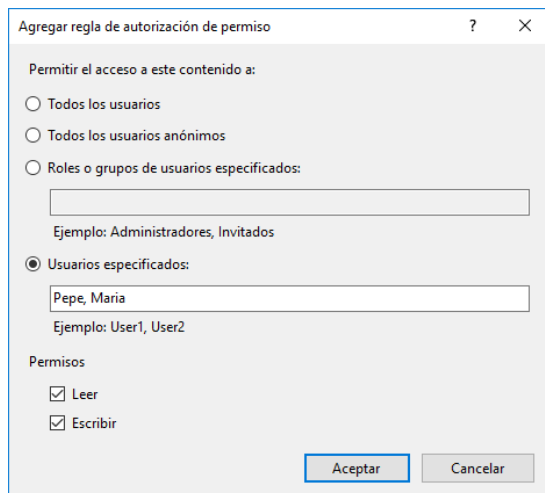 Agregar regla de autorización de permiso
?
Permitir el acceso a este contenido a:
Todos los usuarios
Todos los usuarios anónimos
Roles o grupos de usuarios especificados:
Ejemplo: Administradores, Invitados
Usuarios especificados:
Pepe, Maria
Ejemplo: User1, User2
Permisos
Leer
Escribir
Aceptar Cancelar